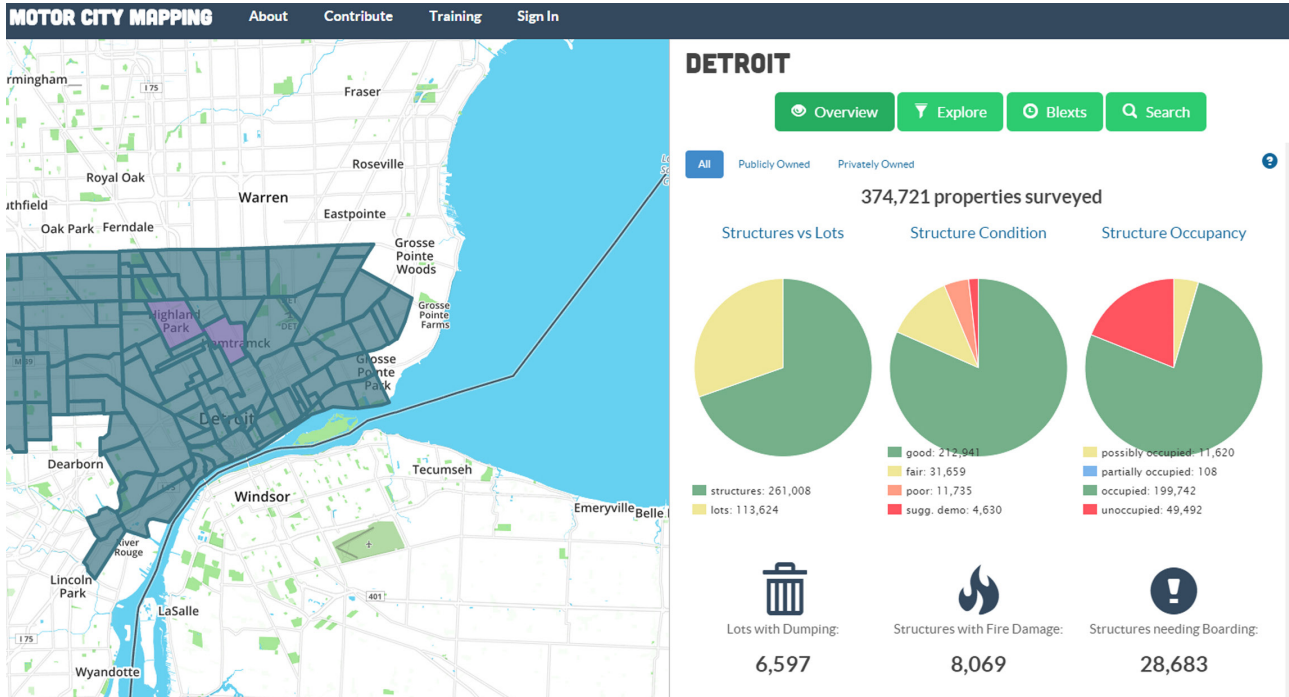 MOTOR CITY MAPPING About Contribute Training Sign In
rmingham
I 75
Fraser
Royal Oak
Roseville
uthfield
Warren
Oak Park Ferndale
Eastpointe
Grosse
Pointe
Woods
Highland
Park
Grosse
Pointe
Farms
DET
Hamtramck
Grosse
Pointe
Park
Detroit
Dearborn
Tecumseh
Windsor
Emeryville
Belle
River
Rouge
Lincoln
Park
401
LaSalle
I 75
Wyandotte
DETROIT
Overview Explore Blexts Search
All Publicly Owned Privately Owned ?
374,721 properties surveyed
Structures vs Lots Structure Condition Structure Occupancy
structures: 261,008
lots: 113,624
good: 212,941
fair: 31,659
poor: 11,735
sugg. demo: 4,630
possibly occupied: 11,620
partially occupied: 108
occupied: 199,742
unoccupied: 49,492
Lots with Dumping: Structures with Fire Damage: Structures needing Boarding:
6,597 8,069 28,683